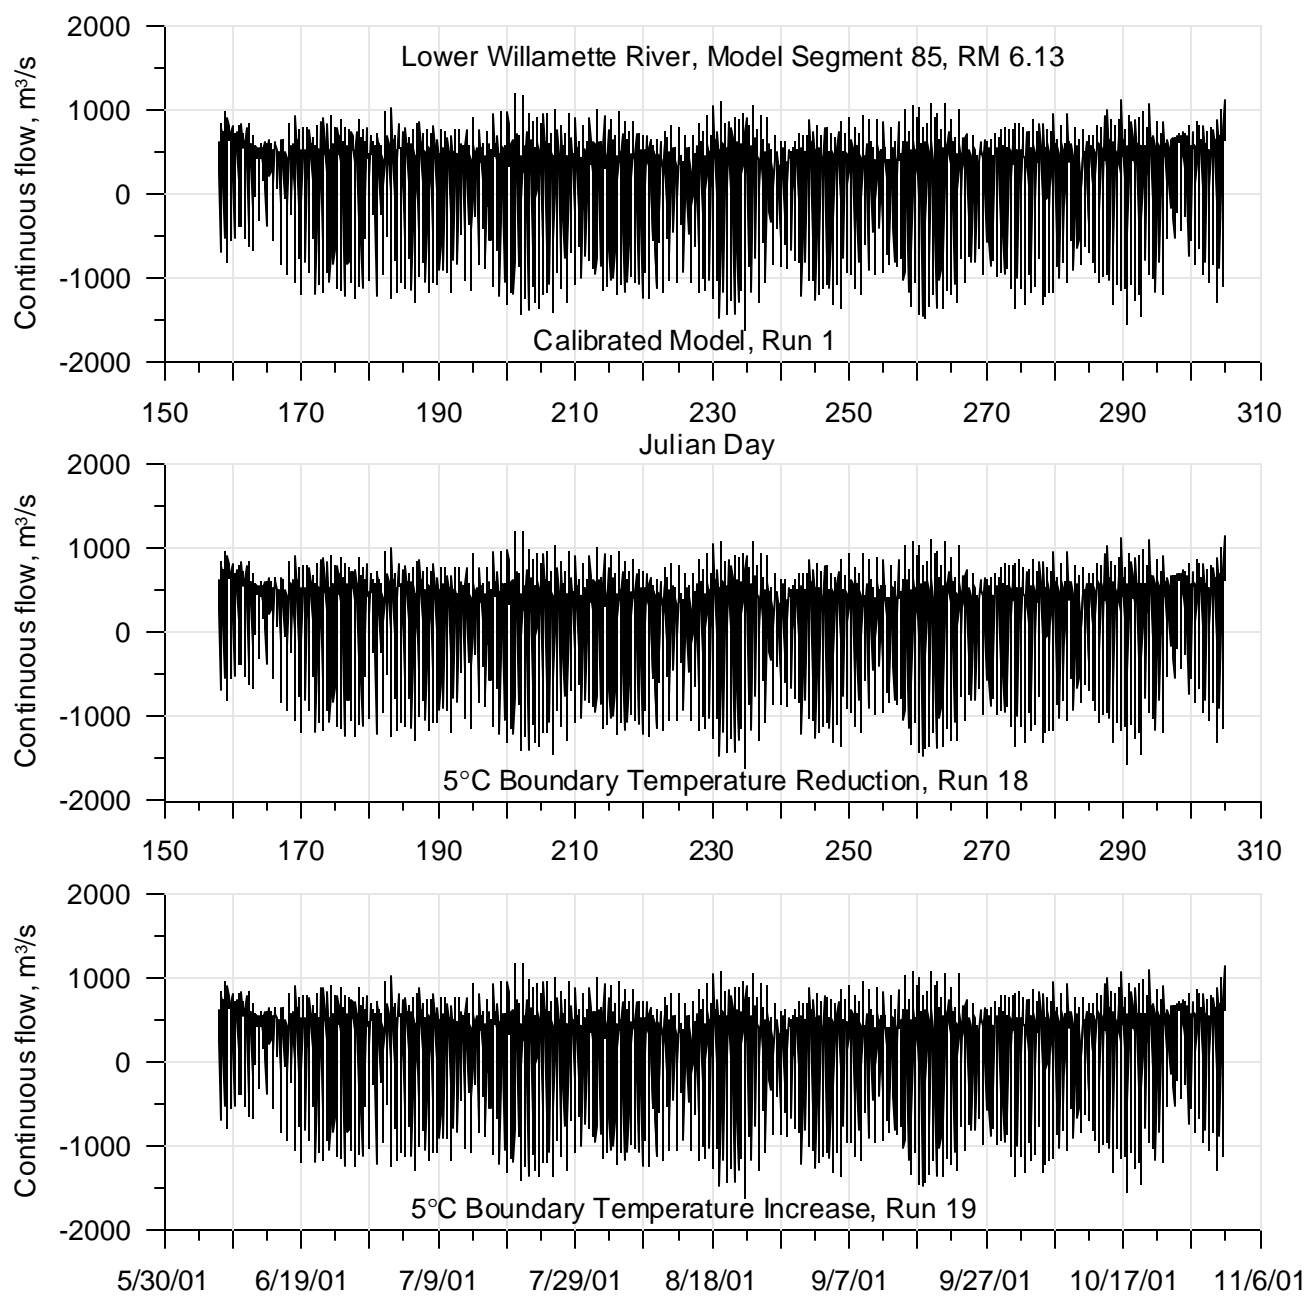 Lower Willamette River, Model Segment 85, RM 6.13
Continuous flow, m³/s
2000
1000
0
-1000
-2000
Calibrated Model, Run 1
150 170 190 210 230 250 270 290 310
Julian Day
Continuous flow, m³/s
2000
1000
0
-1000
-2000
5°C Boundary Temperature Reduction, Run 18
150 170 190 210 230 250 270 290 310
Continuous flow, m³/s
2000
1000
0
-1000
-2000
5°C Boundary Temperature Increase, Run 19
5/30/01 6/19/01 7/9/01 7/29/01 8/18/01 9/7/01 9/27/01 10/17/01 11/6/01